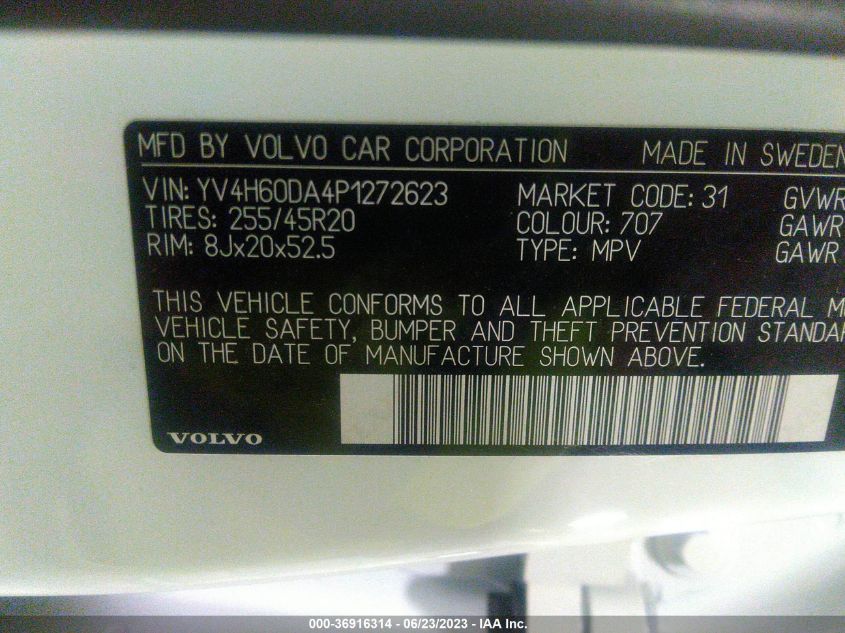 MFD BY VOLVO CAR CORPORATION MADE IN SWEDEN
VIN: YV4H60DA4P1272623 MARKET CODE: 31 GVWR
TIRES: 255/45R20 COLOUR: 707 GAWR
RIM: 8Jx20x52.5 TYPE: MPV GAWR
THIS VEHICLE CONFORMS TO ALL APPLICABLE FEDERAL M
VEHICLE SAFETY, BUMPER AND THEFT PREVENTION STANDAR
ON THE DATE OF MANUFACTURE SHOWN ABOVE.
VOLVO
000-36916314 - 06/23/2023 - IAA Inc.